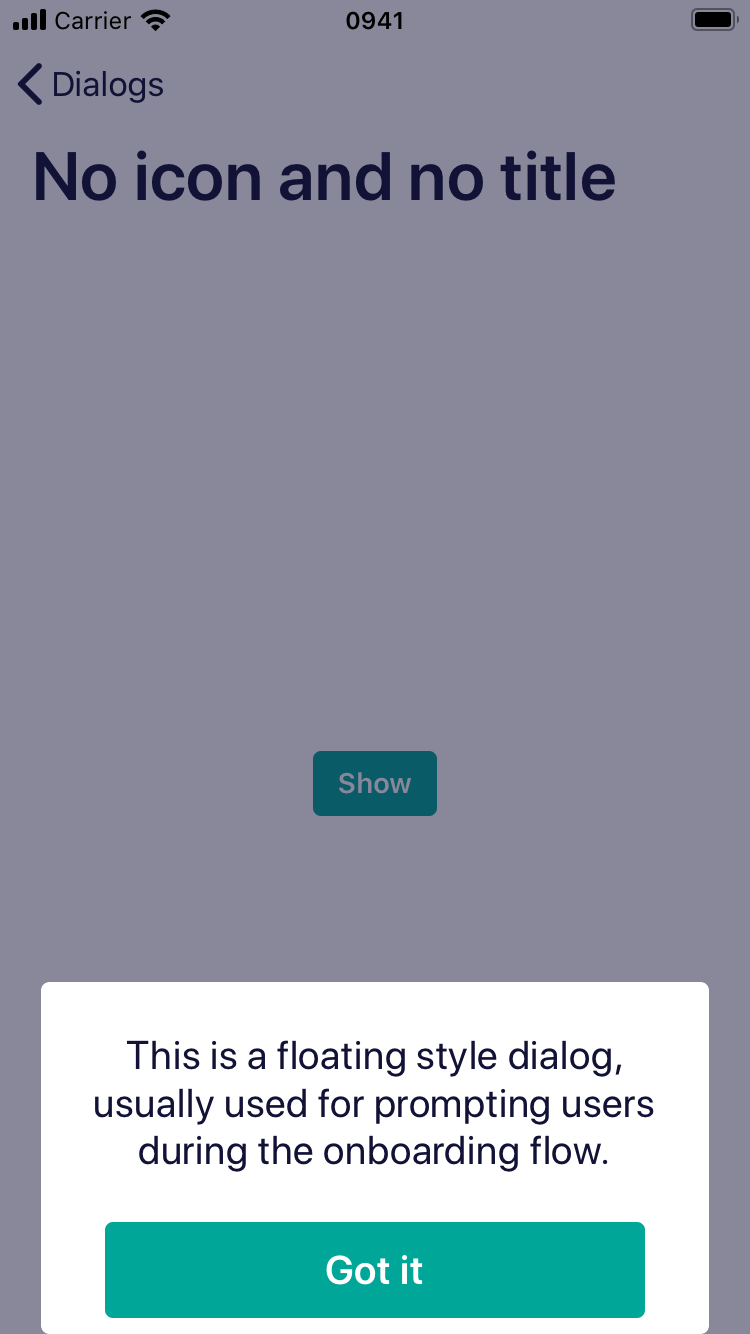 Carrier 0941
Dialogs
No icon and no title
Show
This is a floating style dialog,
usually used for prompting users
during the onboarding flow.
Got it